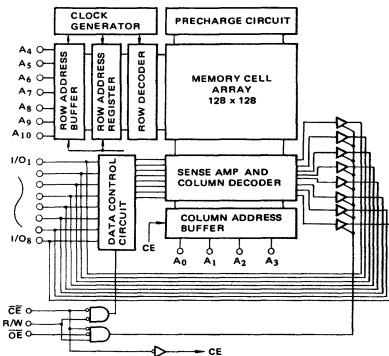 CLOCK
GENERATOR
PRECHARGE CIRCUIT
A4
A5
A6
A7
A8
A9
A10
ROW ADDRESS
BUFFER
ROW ADDRESS
REGISTER
ROW DECODER
MEMORY CELL
ARRAY
128 x 128
I/O1
I/O8
DATA CONTROL
CIRCUIT
SENSE AMP AND
COLUMN DECODER
COLUMN ADDRESS
BUFFER
CE
A0 A1 A2 A3
C̅E̅
R/W
O̅E̅
CE